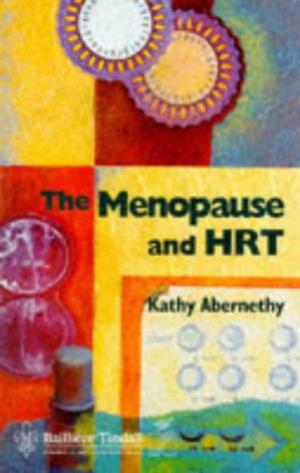 The Menopause
and HRT
Kathy Abernethy
Baillière Tindall